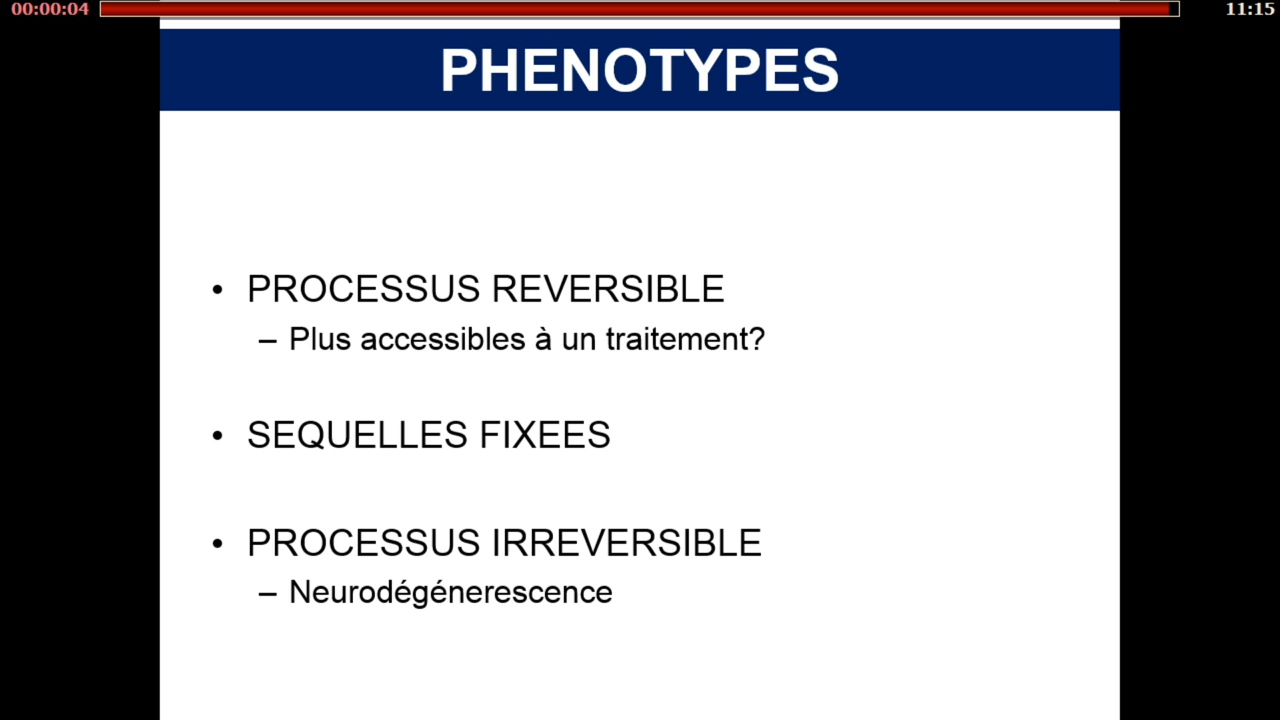 00:00:04 11:15
PHENOTYPES
• PROCESSUS REVERSIBLE
– Plus accessibles à un traitement?
• SEQUELLES FIXEES
• PROCESSUS IRREVERSIBLE
– Neurodégénerescence